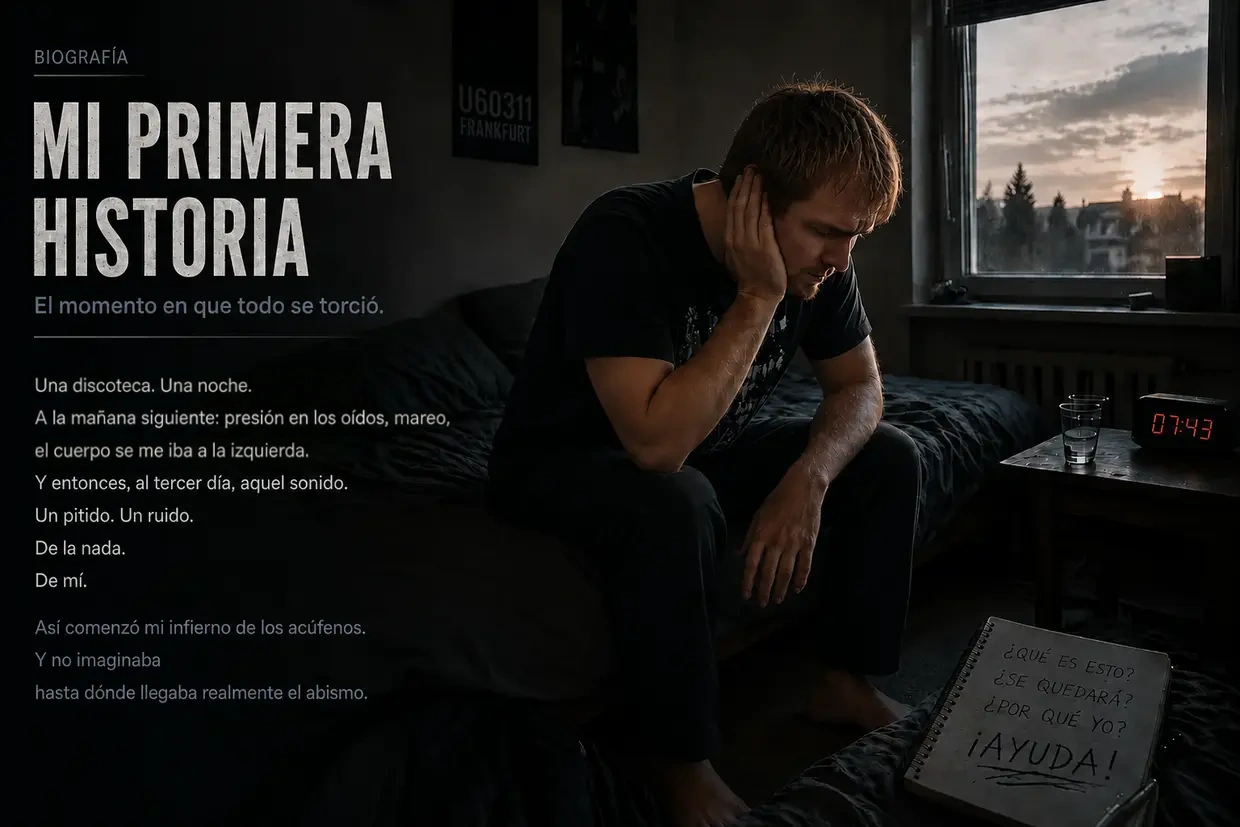 BIOGRAFÍA
MI PRIMERA
HISTORIA
El momento en que todo se torció.
Una discoteca. Una noche.
A la mañana siguiente: presión en los oídos, mareo,
el cuerpo se me iba a la izquierda.
Y entonces, al tercer día, aquel sonido.
Un pitido. Un ruido.
De la nada.
De mí.
Así comenzó mi infierno de los acúfenos.
Y no imaginaba
hasta dónde llegaba realmente el abismo.
U60311
FRANKFURT
07:43
¿QUÉ ES ESTO?
¿SE QUEDARÁ?
¿POR QUÉ YO?
¡AYUDA!